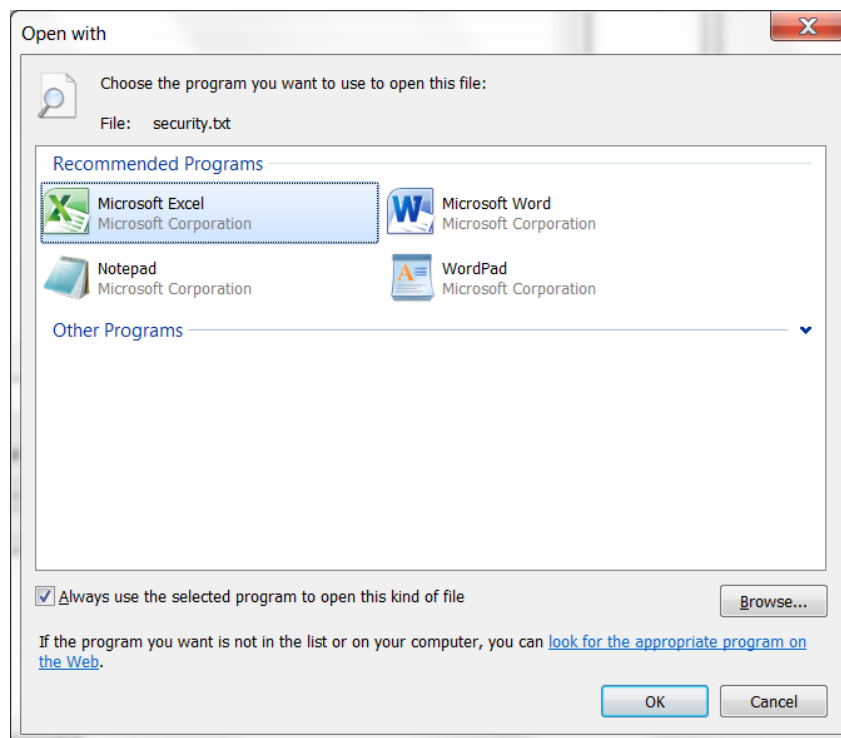 Open with
Choose the program you want to use to open this file:
File: security.txt
Recommended Programs
Microsoft Excel
Microsoft Corporation
Microsoft Word
Microsoft Corporation
Notepad
Microsoft Corporation
WordPad
Microsoft Corporation
Other Programs
Always use the selected program to open this kind of file
Browse...
If the program you want is not in the list or on your computer, you can look for the appropriate program on
the Web.
OK
Cancel